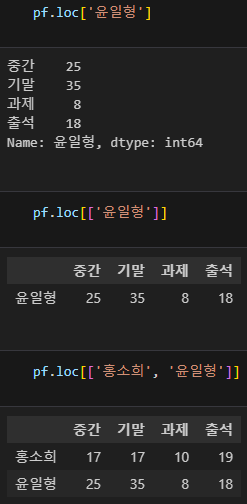 pf.loc['윤일형']
중간 25
기말 35
과제 8
출석 18
Name: 윤일형, dtype: int64
pf.loc[['윤일형']]
중간 기말 과제 출석
윤일형 25 35 8 18
pf.loc[['홍소희', '윤일형']]
중간 기말 과제 출석
홍소희 17 17 10 19
윤일형 25 35 8 18